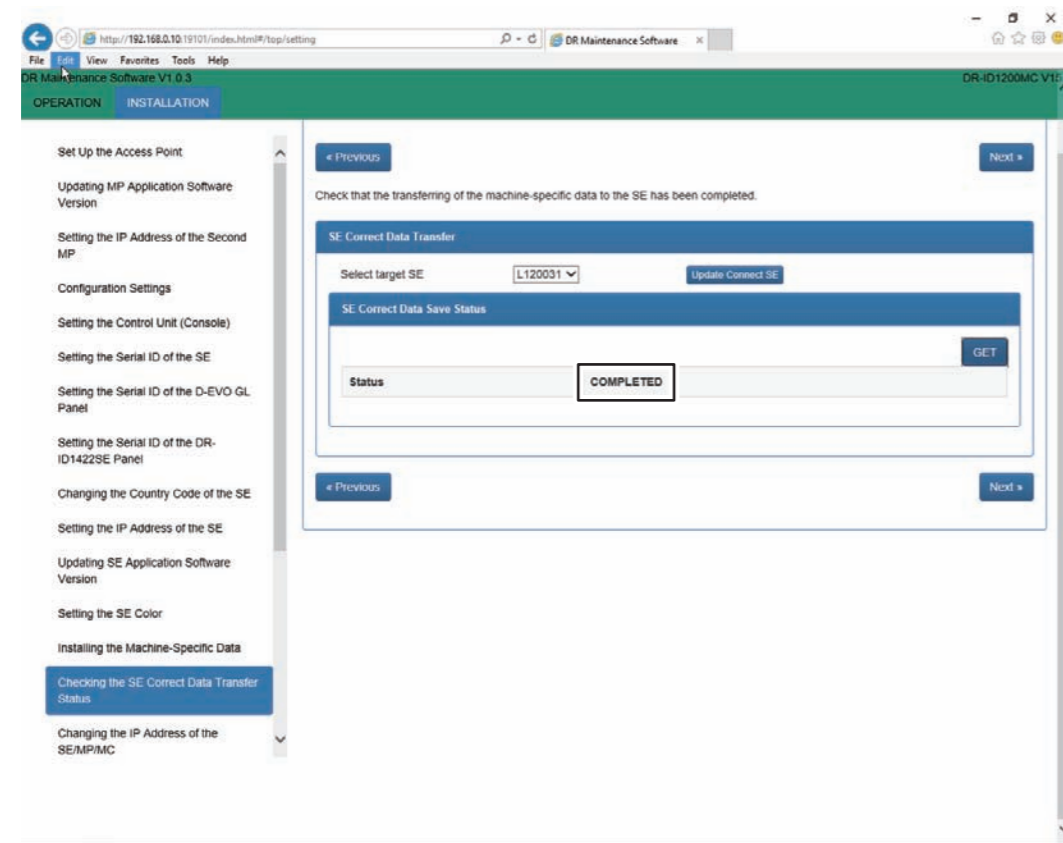 http://192.168.0.10:19101/index.html#/top/setting
DR Maintenance Software
File Edit View Favorites Tools Help
DR Maintenance Software V1.0.3
DR-ID1200MC V15
OPERATION INSTALLATION
Set Up the Access Point
Updating MP Application Software
Version
Setting the IP Address of the Second
MP
Configuration Settings
Setting the Control Unit (Console)
Setting the Serial ID of the SE
Setting the Serial ID of the D-EVO GL
Panel
Setting the Serial ID of the DR-
ID1422SE Panel
Changing the Country Code of the SE
Setting the IP Address of the SE
Updating SE Application Software
Version
Setting the SE Color
Installing the Machine-Specific Data
Checking the SE Correct Data Transfer
Status
Changing the IP Address of the
SE/MP/MC
« Previous
Next »
Check that the transferring of the machine-specific data to the SE has been completed.
SE Correct Data Transfer
Select target SE
L120031
Update Connect SE
SE Correct Data Save Status
GET
Status
COMPLETED
« Previous
Next »